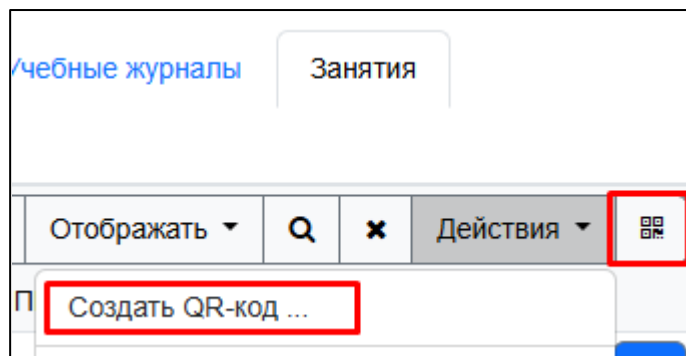 Учебные журналы Занятия
Отображать Действия
П
Создать QR-код ...